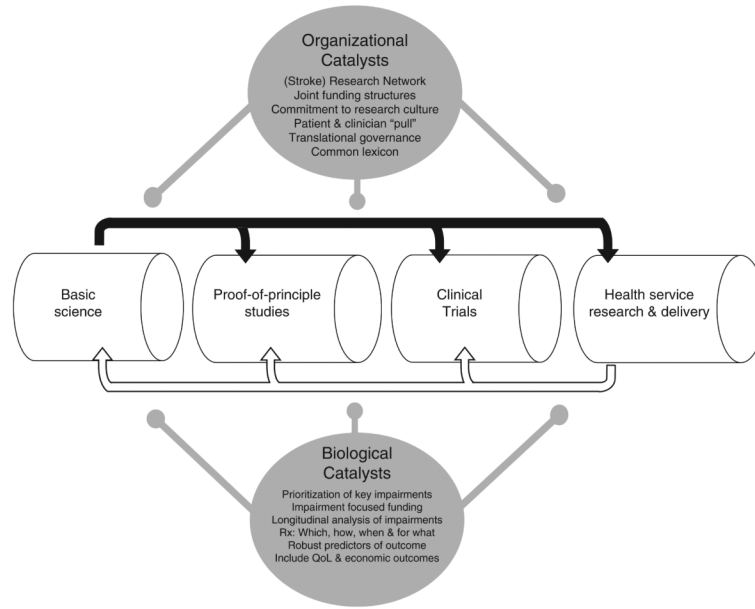 Organizational
Catalysts
(Stroke) Research Network
Joint funding structures
Commitment to research culture
Patient & clinician “pull”
Translational governance
Common lexicon
Basic
science
Proof-of-principle
studies
Clinical
Trials
Health service
research & delivery
Biological
Catalysts
Prioritization of key impairments
Impairment focused funding
Longitudinal analysis of impairments
Rx: Which, how, when & for what
Robust predictors of outcome
Include QoL & economic outcomes